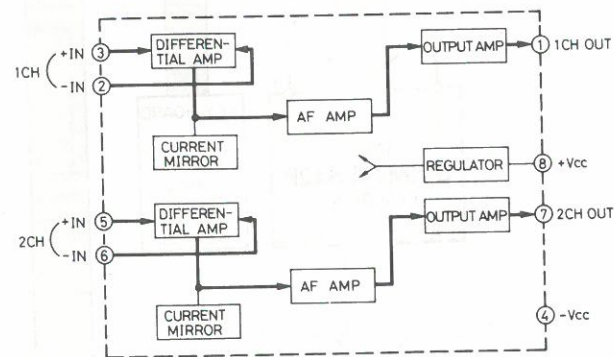 +IN ③
1CH
-IN ②
DIFFEREN-
TIAL AMP
OUTPUT AMP
① 1CH OUT
AF AMP
CURRENT
MIRROR
REGULATOR
⑧ +Vcc
+IN ⑤
2CH
-IN ⑥
DIFFEREN-
TIAL AMP
OUTPUT AMP
⑦ 2CH OUT
AF AMP
CURRENT
MIRROR
④ -Vcc